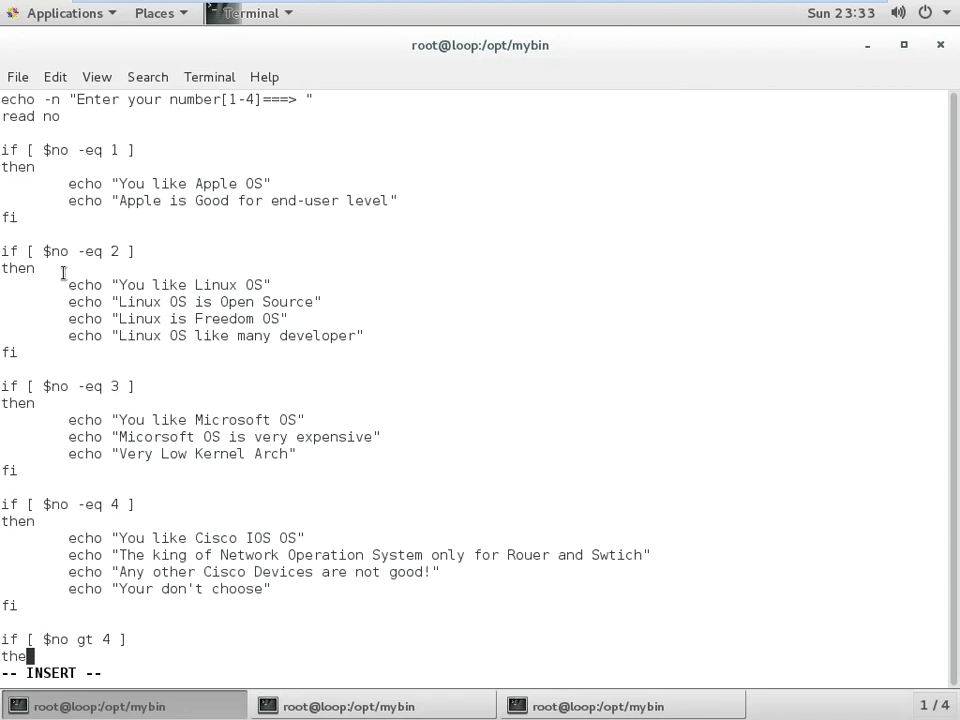 Applications Places Terminal Sun 23:33
root@loop:/opt/mybin
File Edit View Search Terminal Help
echo -n "Enter your number[1-4]===> "
read no
if [ $no -eq 1 ]
then
echo "You like Apple OS"
echo "Apple is Good for end-user level"
fi
if [ $no -eq 2 ]
then
echo "You like Linux OS"
echo "Linux OS is Open Source"
echo "Linux is Freedom OS"
echo "Linux OS like many developer"
fi
if [ $no -eq 3 ]
then
echo "You like Microsoft OS"
echo "Micorsoft OS is very expensive"
echo "Very Low Kernel Arch"
fi
if [ $no -eq 4 ]
then
echo "You like Cisco IOS OS"
echo "The king of Network Operation System only for Rouer and Swtich"
echo "Any other Cisco Devices are not good!"
echo "Your don't choose"
fi
if [ $no gt 4 ]
the
-- INSERT --
root@loop:/opt/mybin root@loop:/opt/mybin root@loop:/opt/mybin 1 / 4